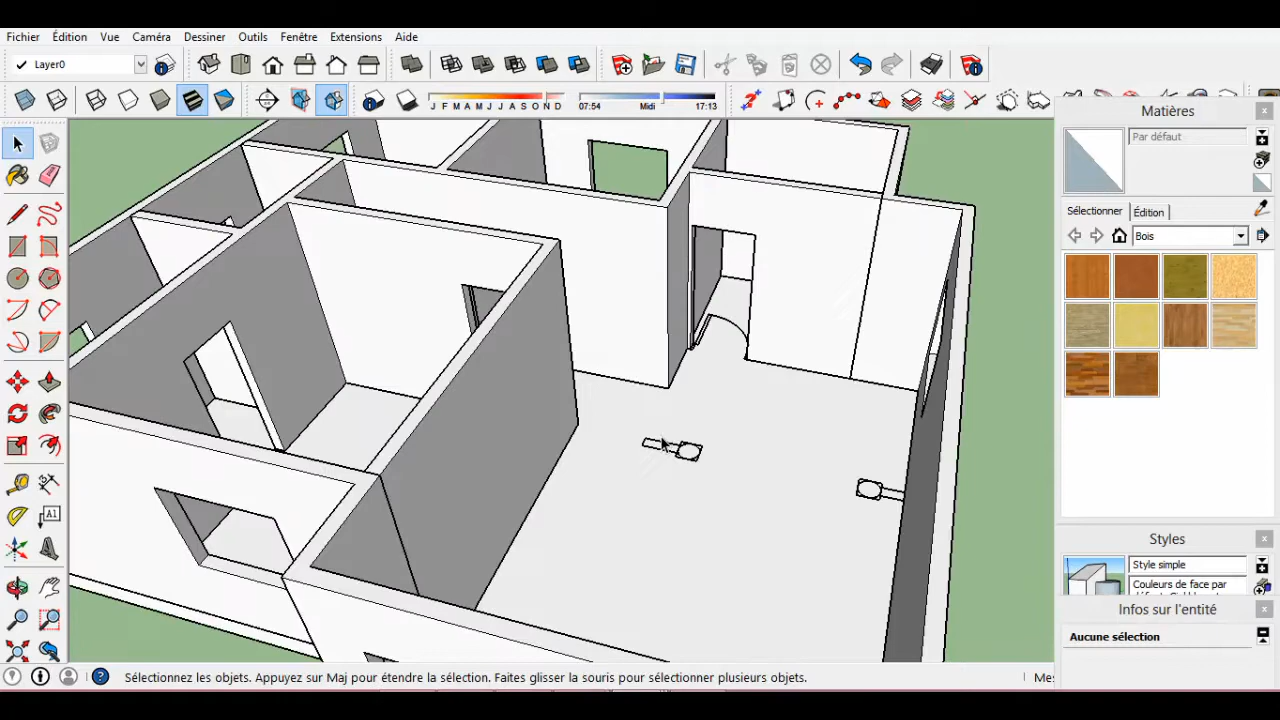 Fichier Édition Vue Caméra Dessiner Outils Fenêtre Extensions Aide
Layer0
J F M A M J J A S O N D 07:54 Midi 17:13
Matières
Par défaut
Sélectionner Édition
Bois
A1
Styles
Style simple
Couleurs de face par
Infos sur l'entité
Aucune sélection
Sélectionnez les objets. Appuyez sur Maj pour étendre la sélection. Faites glisser la souris pour sélectionner plusieurs objets.
Mes